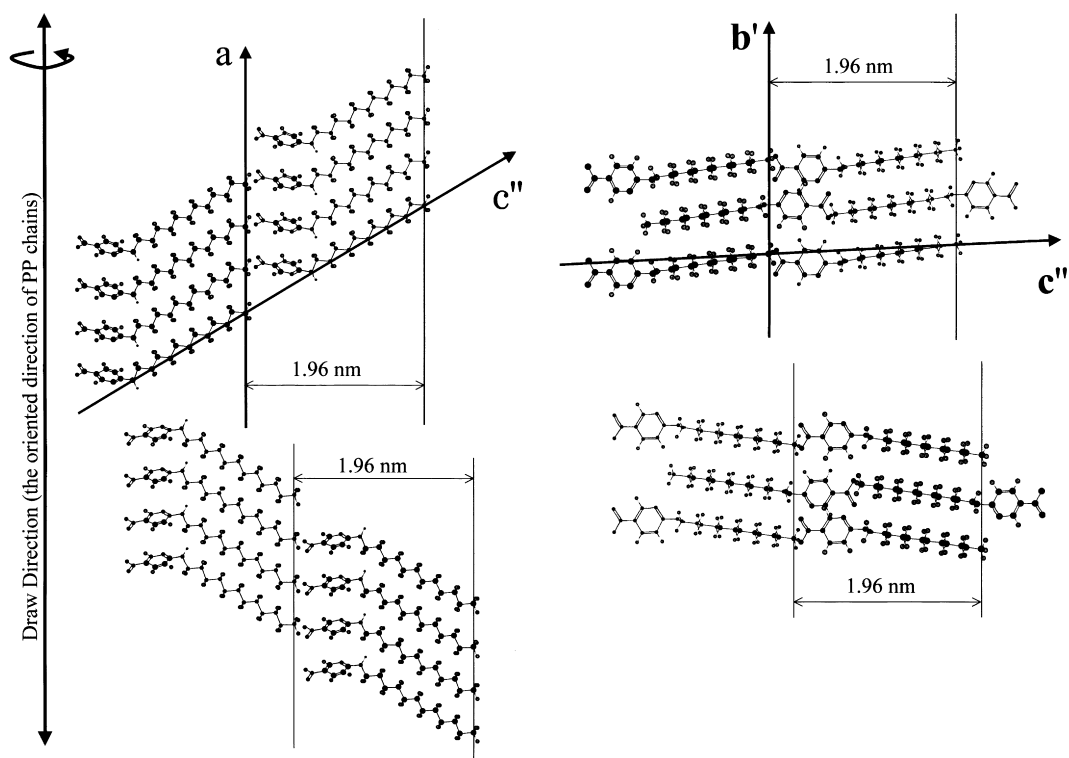 Draw Direction (the oriented direction of PP chains)
a
c"
1.96 nm
1.96 nm
b'
1.96 nm
c"
1.96 nm